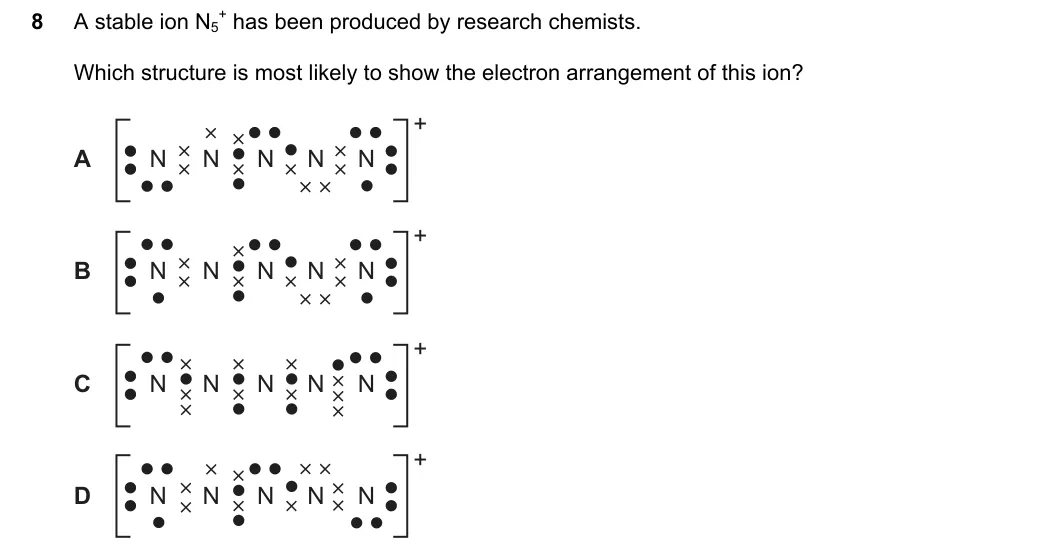 8 A stable ion N₅⁺ has been produced by research chemists.
Which structure is most likely to show the electron arrangement of this ion?
A [N N N N N]⁺
B [N N N N N]⁺
C [N N N N N]⁺
D [N N N N N]⁺